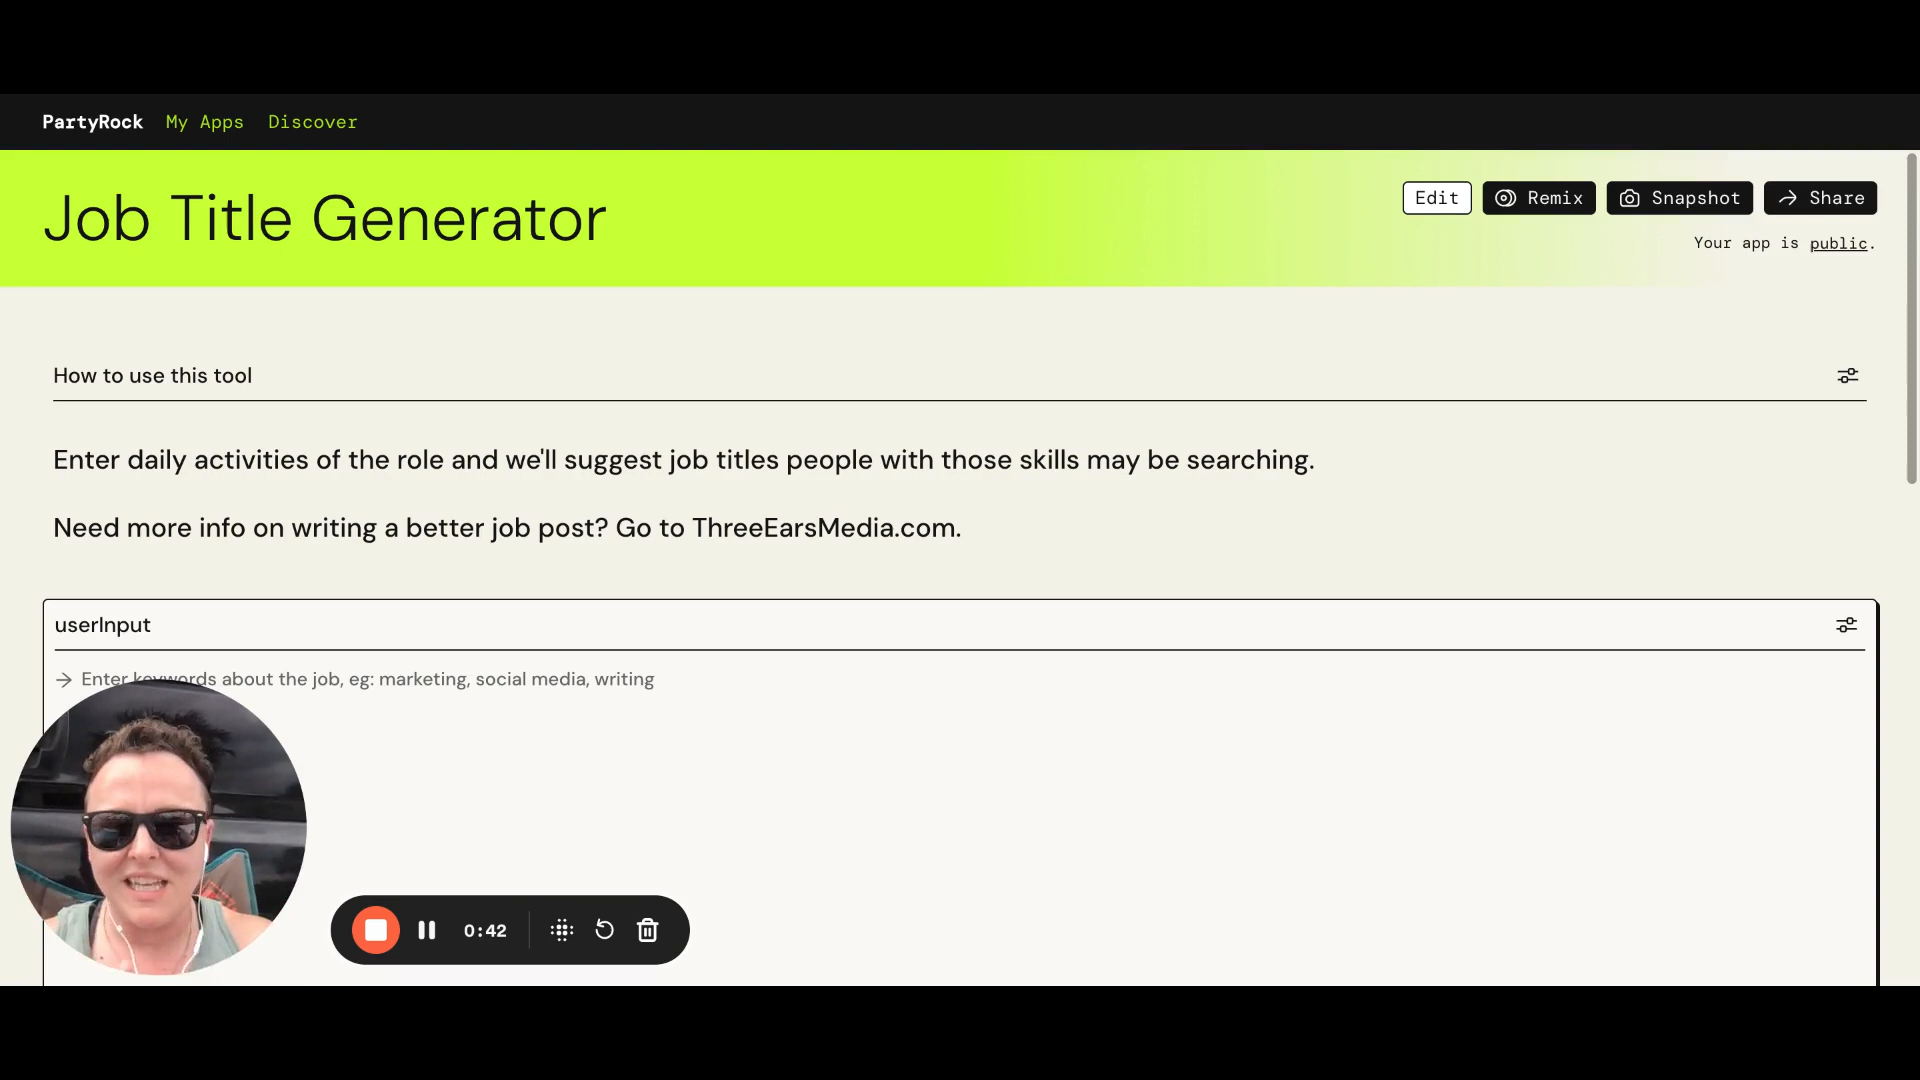 PartyRock My Apps Discover
Job Title Generator
Edit Remix Snapshot Share
Your app is public.
How to use this tool
Enter daily activities of the role and we'll suggest job titles people with those skills may be searching.
Need more info on writing a better job post? Go to ThreeEarsMedia.com.
userInput
Enter keywords about the job, eg: marketing, social media, writing
0:42